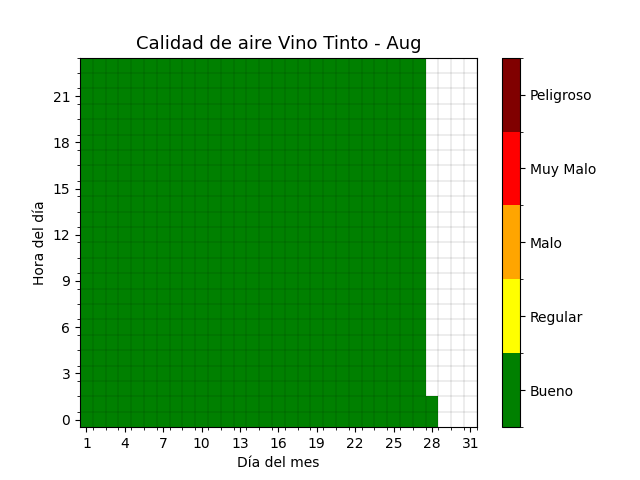 Calidad de aire Vino Tinto - Aug
21
18
15
12
9
6
3
0
Hora del día
1 4 7 10 13 16 19 22 25 28 31
Día del mes
Peligroso
Muy Malo
Malo
Regular
Bueno